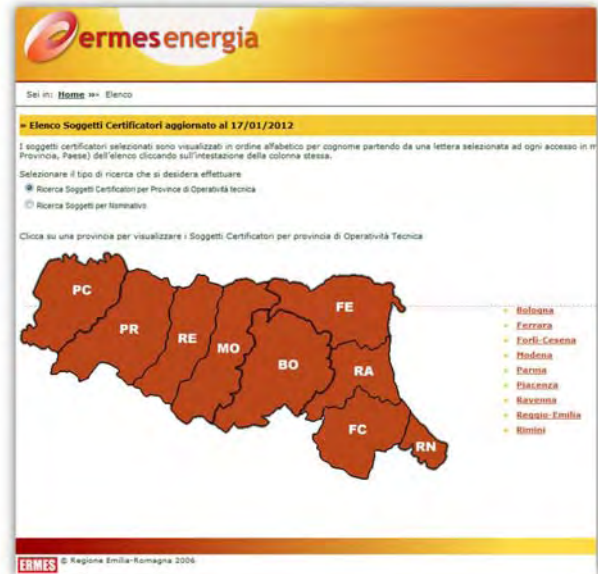 ermesenergia
Sei in: Home »» Elenco
» Elenco Soggetti Certificatori aggiornato al 17/01/2012
I soggetti certificatori selezionati sono visualizzati in ordine alfabetico per cognome partendo da una lettera selezionata ad ogni accesso in m
Provincia, Paese) dell'elenco cliccando sull'intestazione della colonna stessa.
Selezionare il tipo di ricerca che si desidera effettuare
Ricerca Soggetti Certificatori per Province di Operatività tecnica
Ricerca Soggetti per Nominativo
Clicca su una provincia per visualizzare i Soggetti Certificatori per provincia di Operatività Tecnica
PC
PR
RE
MO
BO
FE
RA
FC
RN
Bologna
Ferrara
Forlì-Cesena
Modena
Parma
Piacenza
Ravenna
Reggio-Emilia
Rimini
ERMES © Regione Emilia-Romagna 2006